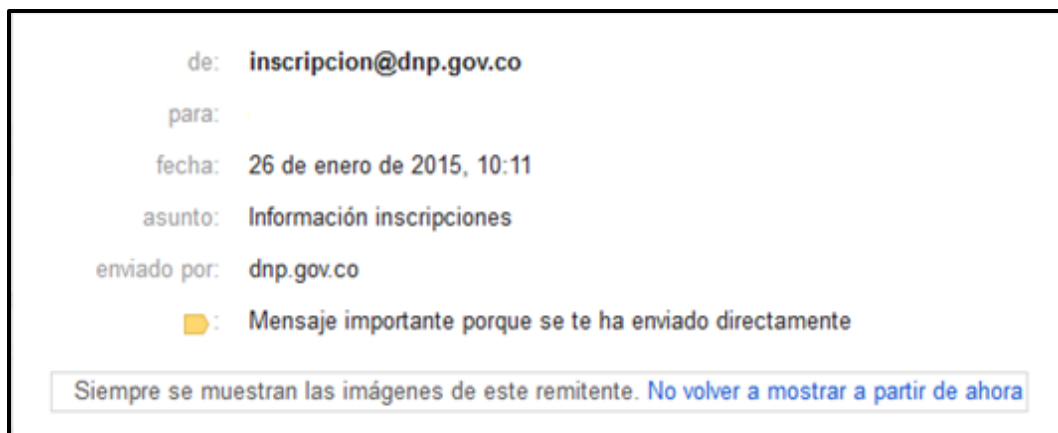 de: inscripcion@dnp.gov.co
para:
fecha: 26 de enero de 2015, 10:11
asunto: Información inscripciones
enviado por: dnp.gov.co
: Mensaje importante porque se te ha enviado directamente
Siempre se muestran las imágenes de este remitente. No volver a mostrar a partir de ahora